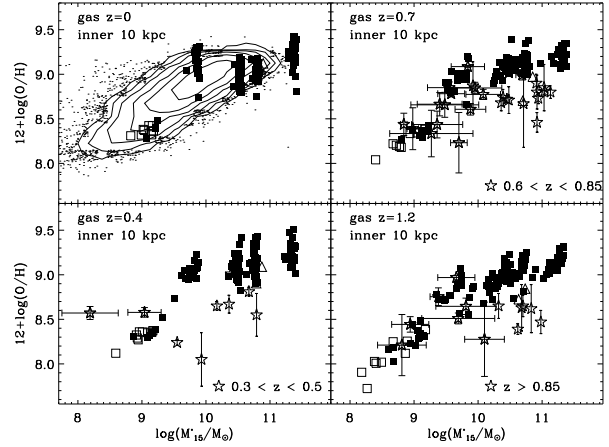 gas z=0
inner 10 kpc
gas z=0.7
inner 10 kpc
9.5
9.0
8.5
8.0
12+log(O/H)
0.6 < z < 0.85
gas z=0.4
inner 10 kpc
gas z=1.2
inner 10 kpc
9.5
9.0
8.5
8.0
12+log(O/H)
0.3 < z < 0.5
z > 0.85
8 9 10 11
8 9 10 11
log(M*15/M⊙)
log(M*15/M⊙)